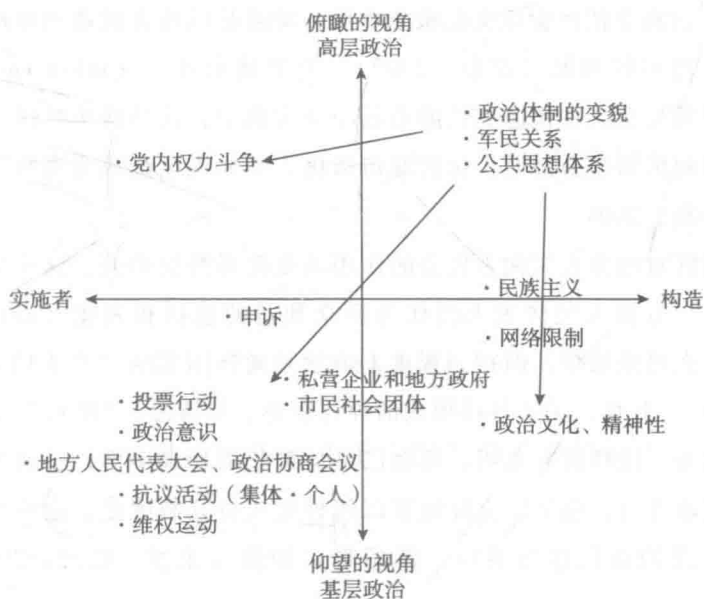 俯瞰的视角
高层政治
· 政治体制的变貌
· 军民关系
· 党内权力斗争
· 公共思想体系
实施者
· 民族主义
构造
· 申诉
· 网络限制
· 私营企业和地方政府
· 投票行动
· 市民社会团体
· 政治意识
· 政治文化、精神性
· 地方人民代表大会、政治协商会议
· 抗议活动（集体·个人）
· 维权运动
仰望的视角
基层政治